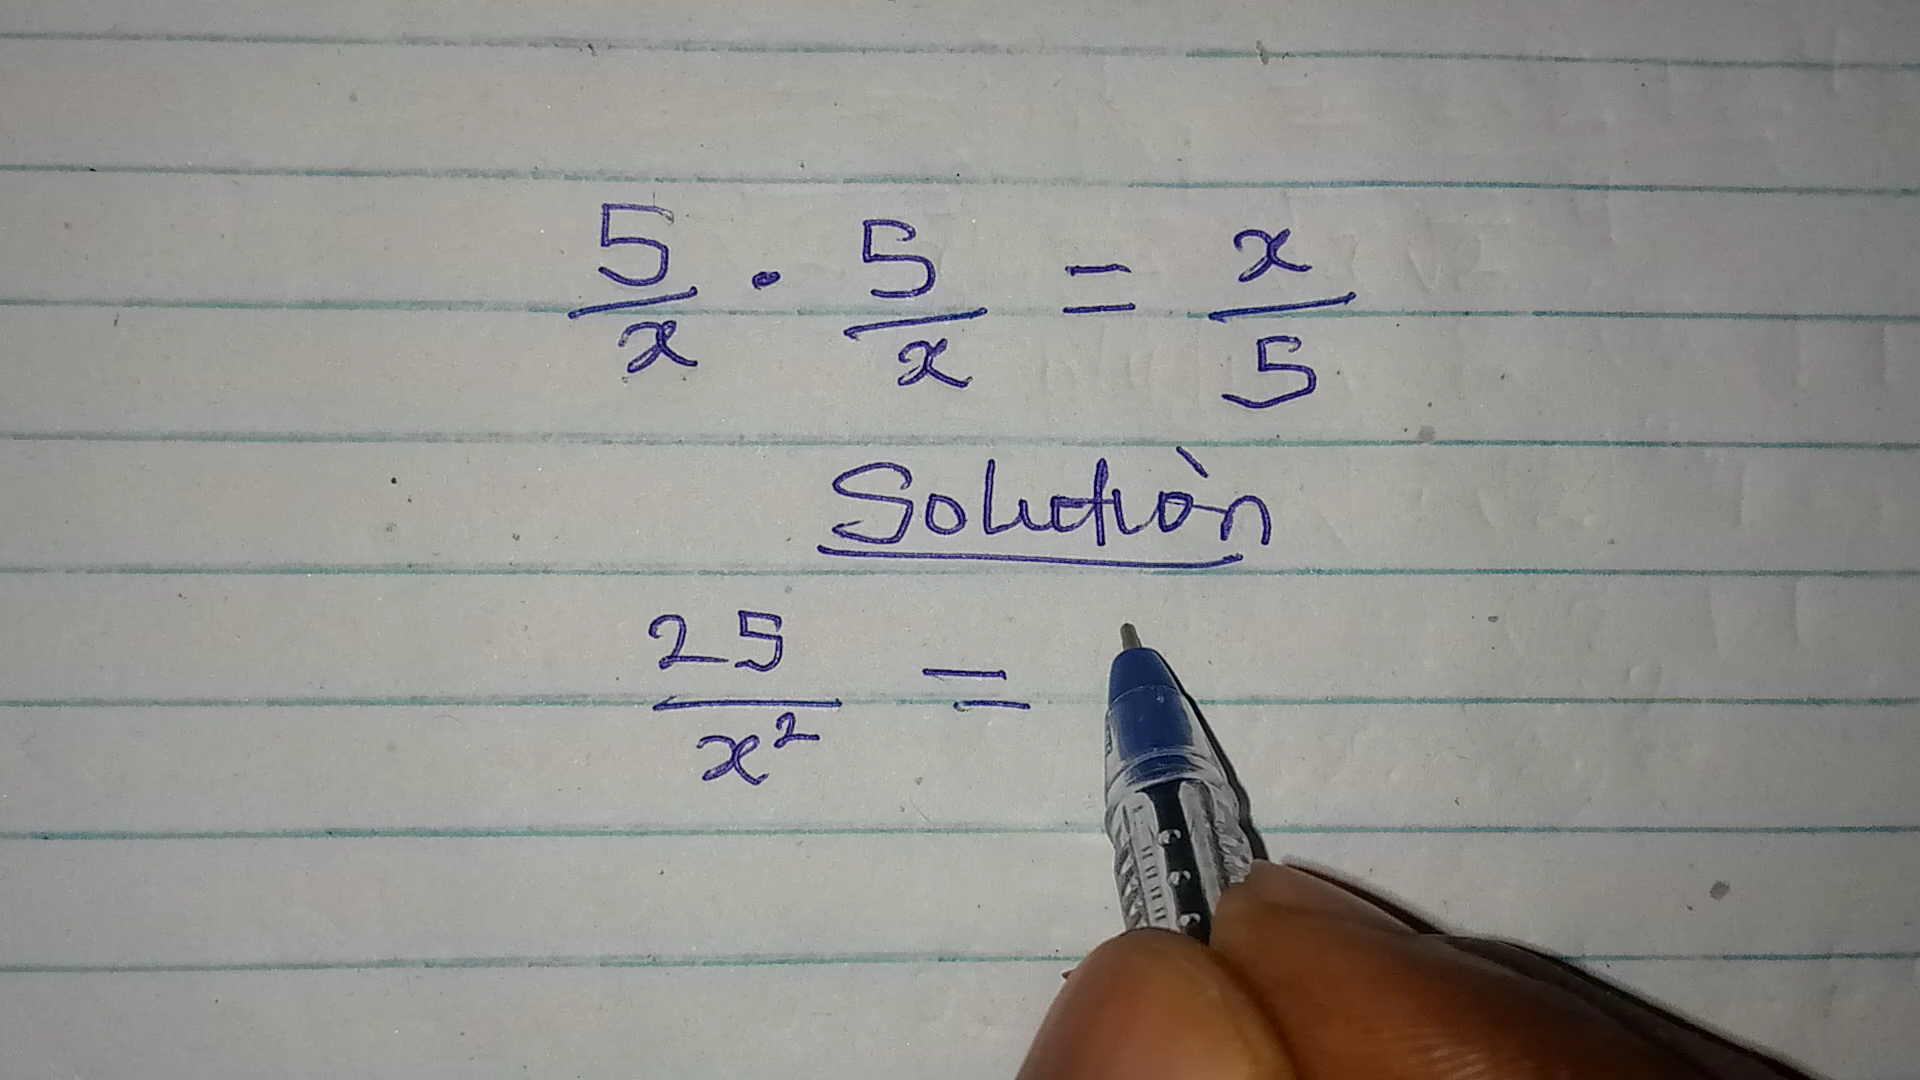 5/x · 5/x = x/5
Solution
25/x² =